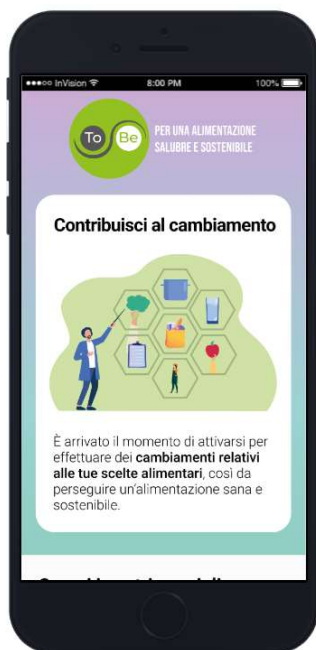 InVision
8:00 PM
100%
To Be
PER UNA ALIMENTAZIONE
SALUBRE E SOSTENIBILE
Contribuisci al cambiamento
È arrivato il momento di attivarsi per
effettuare dei cambiamenti relativi
alle tue scelte alimentari, così da
perseguire un'alimentazione sana e
sostenibile.